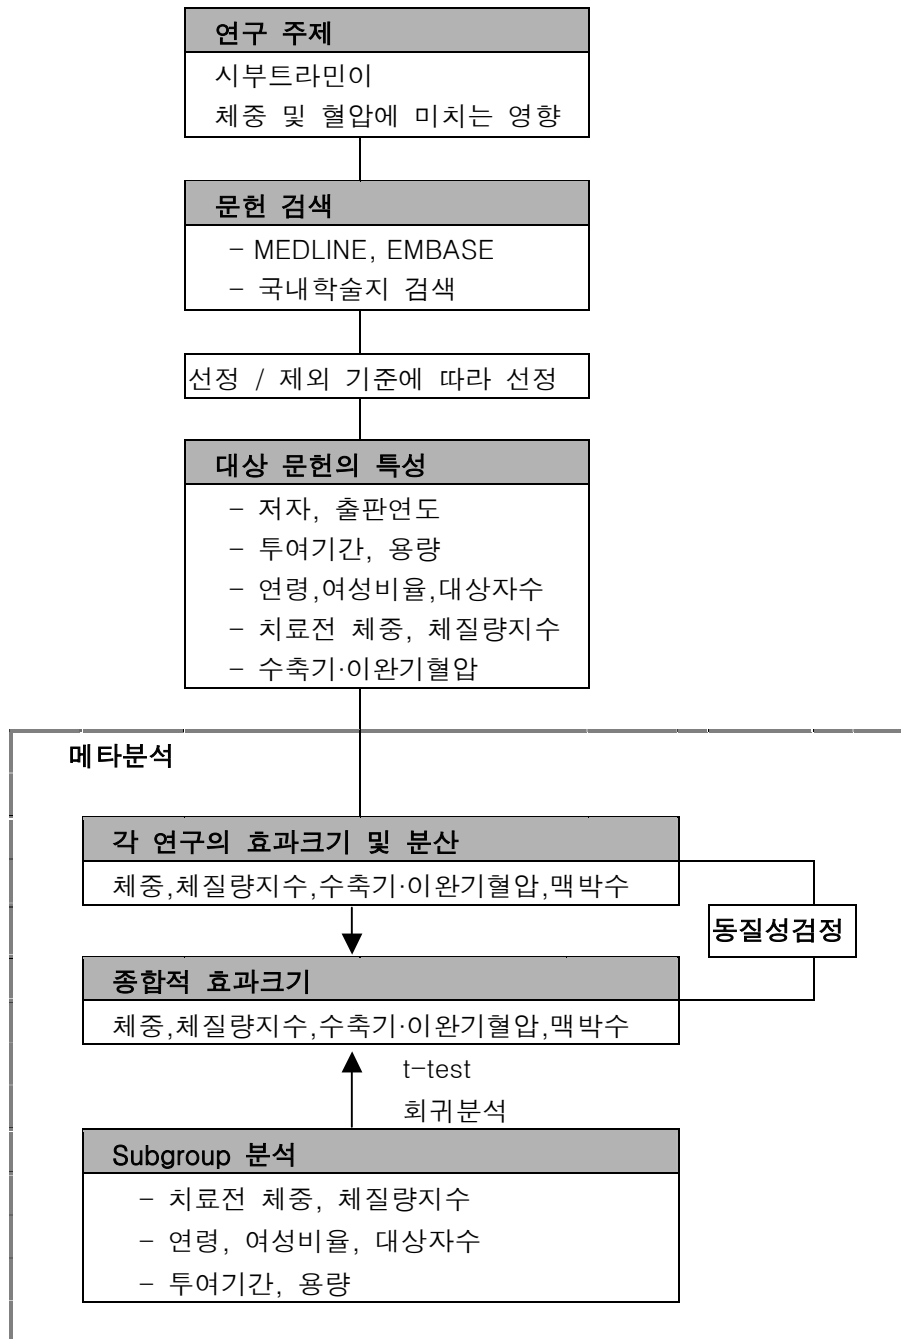 연구 주제
시부트라민이
체중 및 혈압에 미치는 영향
문헌 검색
- MEDLINE, EMBASE
- 국내학술지 검색
선정 / 제외 기준에 따라 선정
대상 문헌의 특성
- 저자, 출판연도
- 투여기간, 용량
- 연령,여성비율,대상자수
- 치료전 체중, 체질량지수
- 수축기·이완기혈압
메타분석
각 연구의 효과크기 및 분산
체중,체질량지수,수축기·이완기혈압,맥박수
동질성검정
종합적 효과크기
체중,체질량지수,수축기·이완기혈압,맥박수
t-test
회귀분석
Subgroup 분석
- 치료전 체중, 체질량지수
- 연령, 여성비율, 대상자수
- 투여기간, 용량